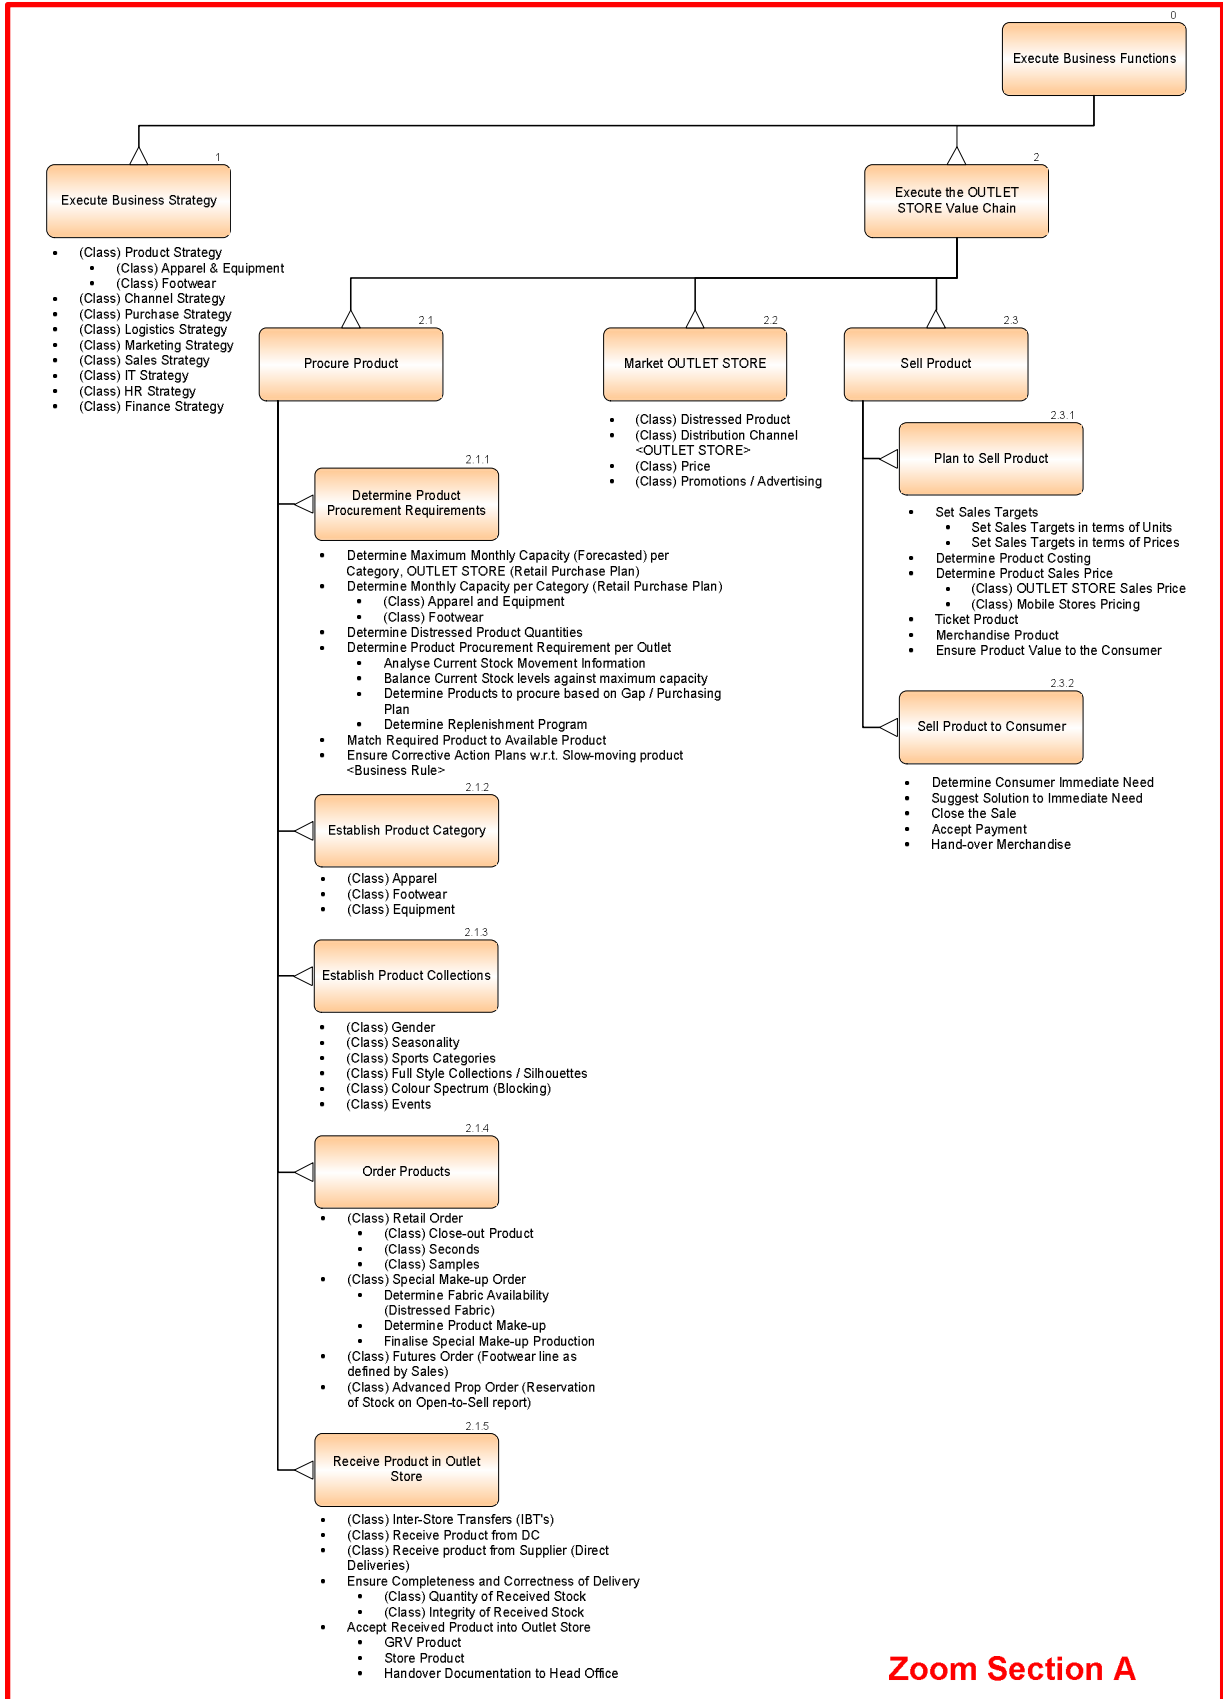 0
Execute Business Functions
1
Execute Business Strategy
• (Class) Product Strategy
• (Class) Apparel & Equipment
• (Class) Footwear
• (Class) Channel Strategy
• (Class) Purchase Strategy
• (Class) Logistics Strategy
• (Class) Marketing Strategy
• (Class) Sales Strategy
• (Class) IT Strategy
• (Class) HR Strategy
• (Class) Finance Strategy
2
Execute the OUTLET
STORE Value Chain
2.1
Procure Product
2.1.1
Determine Product
Procurement Requirements
• Determine Maximum Monthly Capacity (Forecasted) per
Category, OUTLET STORE (Retail Purchase Plan)
• Determine Monthly Capacity per Category (Retail Purchase Plan)
• (Class) Apparel and Equipment
• (Class) Footwear
• Determine Distressed Product Quantities
• Determine Product Procurement Requirement per Outlet
• Analyse Current Stock Movement Information
• Balance Current Stock levels against maximum capacity
• Determine Products to procure based on Gap / Purchasing
Plan
• Determine Replenishment Program
• Match Required Product to Available Product
• Ensure Corrective Action Plans w.r.t. Slow-moving product
<Business Rule>
2.1.2
Establish Product Category
• (Class) Apparel
• (Class) Footwear
• (Class) Equipment
2.1.3
Establish Product Collections
• (Class) Gender
• (Class) Seasonality
• (Class) Sports Categories
• (Class) Full Style Collections / Silhouettes
• (Class) Colour Spectrum (Blocking)
• (Class) Events
2.1.4
Order Products
• (Class) Retail Order
• (Class) Close-out Product
• (Class) Seconds
• (Class) Samples
• (Class) Special Make-up Order
• Determine Fabric Availability
(Distressed Fabric)
• Determine Product Make-up
• Finalise Special Make-up Production
• (Class) Futures Order (Footwear line as
defined by Sales)
• (Class) Advanced Prop Order (Reservation
of Stock on Open-to-Sell report)
2.1.5
Receive Product in Outlet
Store
• (Class) Inter-Store Transfers (IBT's)
• (Class) Receive Product from DC
• (Class) Receive product from Supplier (Direct
Deliveries)
• Ensure Completeness and Correctness of Delivery
• (Class) Quantity of Received Stock
• (Class) Integrity of Received Stock
• Accept Received Product into Outlet Store
• GRV Product
• Store Product
• Handover Documentation to Head Office
2.2
Market OUTLET STORE
• (Class) Distressed Product
• (Class) Distribution Channel
<OUTLET STORE>
• (Class) Price
• (Class) Promotions / Advertising
2.3
Sell Product
2.3.1
Plan to Sell Product
• Set Sales Targets
• Set Sales Targets in terms of Units
• Set Sales Targets in terms of Prices
• Determine Product Costing
• Determine Product Sales Price
• (Class) OUTLET STORE Sales Price
• (Class) Mobile Stores Pricing
• Ticket Product
• Merchandise Product
• Ensure Product Value to the Consumer
2.3.2
Sell Product to Consumer
• Determine Consumer Immediate Need
• Suggest Solution to Immediate Need
• Close the Sale
• Accept Payment
• Hand-over Merchandise
Zoom Section A